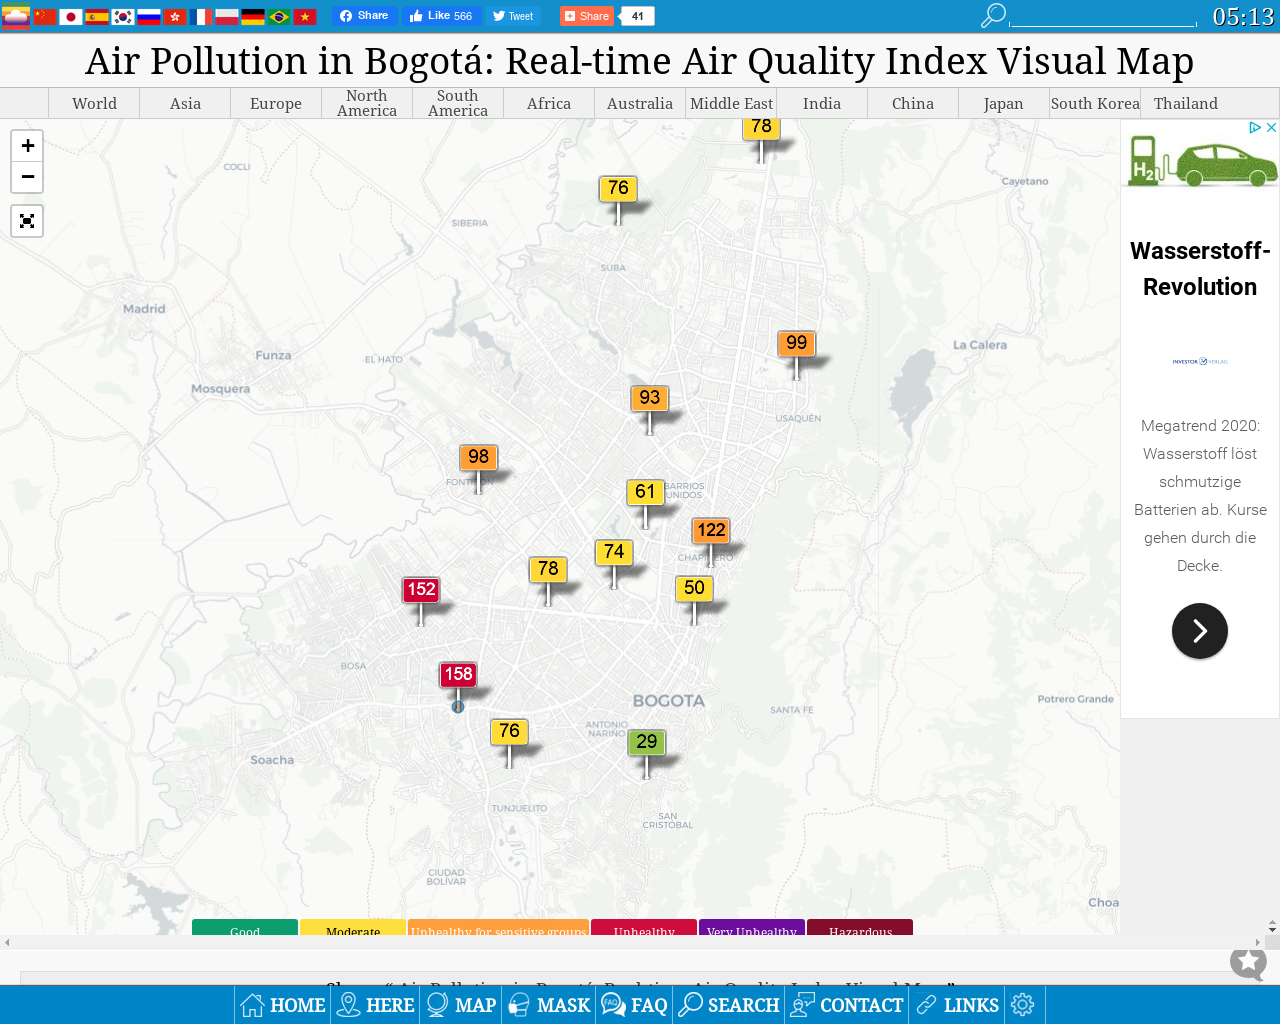 Share
Like 566
Tweet
Share
41
05:13
Air Pollution in Bogotá: Real-time Air Quality Index Visual Map
World
Asia
Europe
North America
South America
Africa
Australia
Middle East
India
China
Japan
South Korea
Thailand
+
−
78
76
COCLI
Cayetano
SIBERIA
SUBA
Madrid
99
Funza
EL HATO
La Calera
Mosquera
93
USAQUÉN
98
61
BARRIOS
UNIDOS
122
CHAPINERO
74
78
50
152
BOSA
158
BOGOTA
SANTA FE
Potrero Grande
76
ANTONIO
NARIÑO
29
Soacha
TUNJUELITO
SAN
CRISTÓBAL
CIUDAD
BOLÍVAR
Choa
Good
Moderate
Unhealthy for sensitive groups
Unhealthy
Very Unhealthy
Hazardous
Wasserstoff-
Revolution
INVESTOR VERLAG
Megatrend 2020:
Wasserstoff löst
schmutzige
Batterien ab. Kurse
gehen durch die
Decke.
HOME
HERE
MAP
MASK
FAQ
FAQ
SEARCH
CONTACT
LINKS